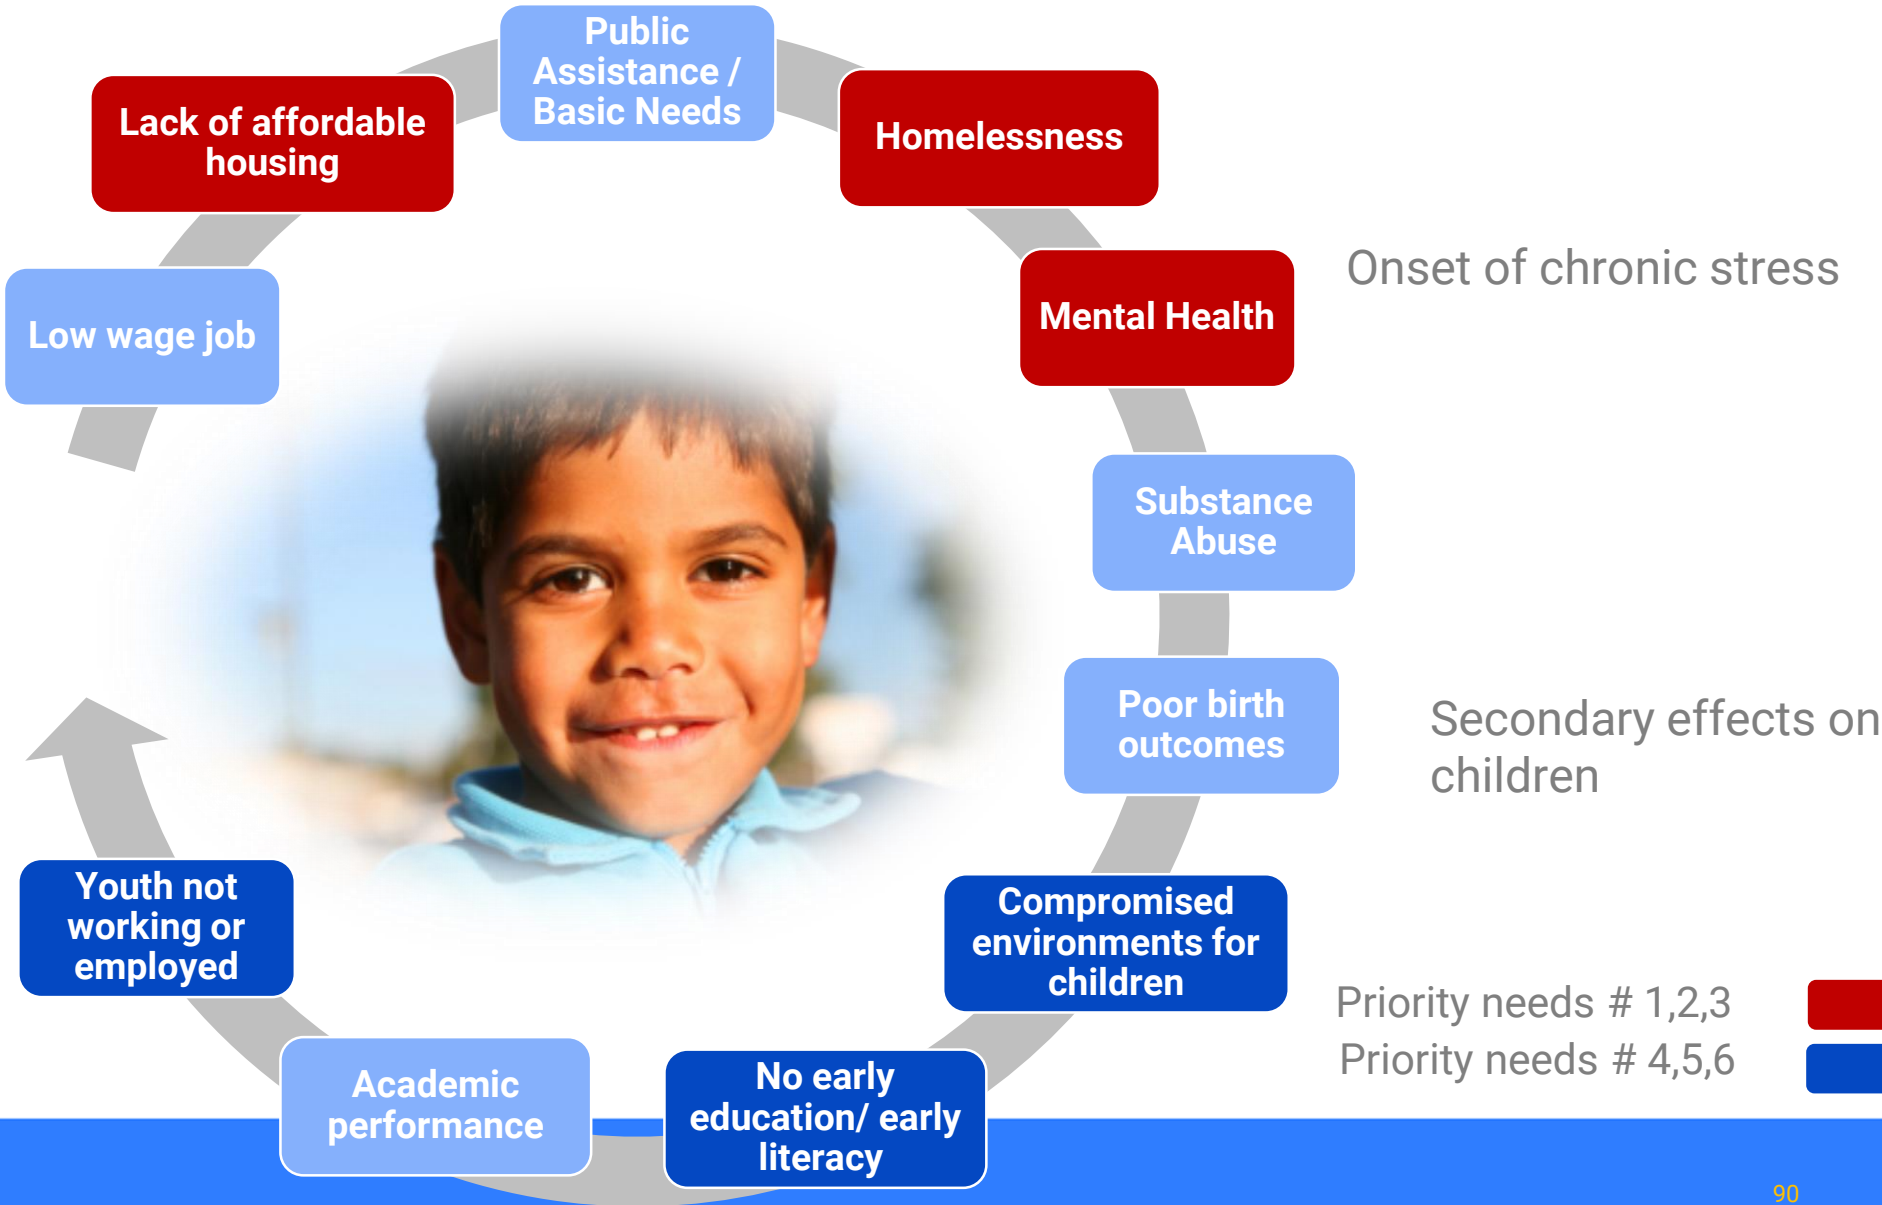 Public
Assistance /
Basic Needs
Lack of affordable
housing
Homelessness
Onset of chronic stress
Mental Health
Low wage job
Substance
Abuse
Poor birth
outcomes
Secondary effects on
children
Youth not
working or
employed
Compromised
environments for
children
Priority needs # 1,2,3
Priority needs # 4,5,6
Academic
performance
No early
education/ early
literacy
90